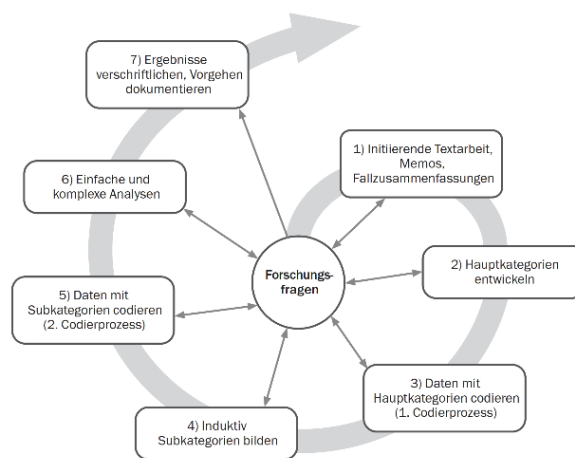 7) Ergebnisse
verschriftlichen, Vorgehen
dokumentieren
1) Initiierende Textarbeit,
Memos,
Fallzusammenfassungen
6) Einfache und
komplexe Analysen
Forschungs-
fragen
2) Hauptkategorien
entwickeln
5) Daten mit
Subkategorien codieren
(2. Codierprozess)
3) Daten mit
Hauptkategorien codieren
(1. Codierprozess)
4) Induktiv
Subkategorien bilden